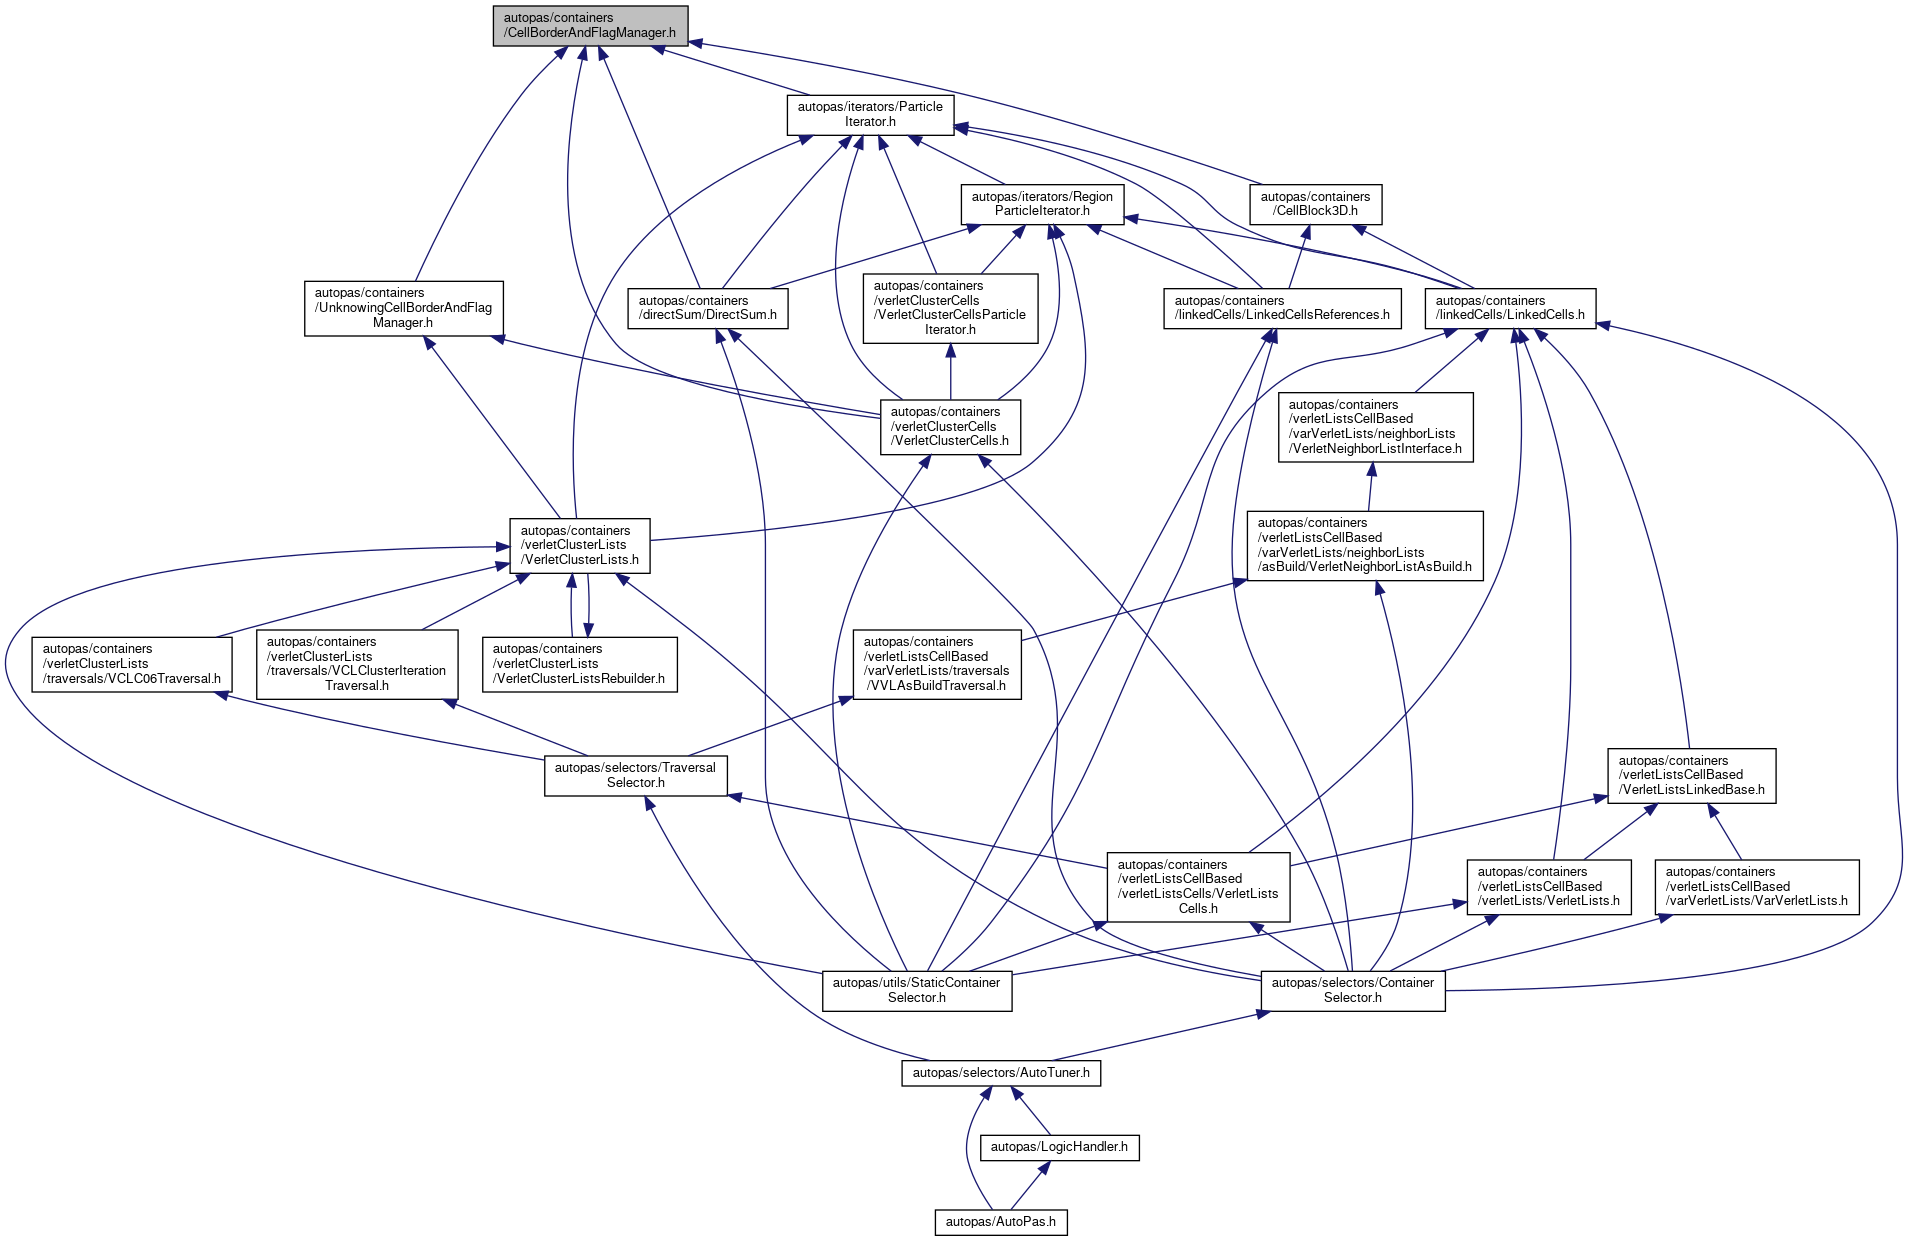 autopas/containers
/CellBorderAndFlagManager.h
autopas/iterators/Particle
Iterator.h
autopas/iterators/Region
ParticleIterator.h
autopas/containers
/CellBlock3D.h
autopas/containers
/UnknowingCellBorderAndFlag
Manager.h
autopas/containers
/directSum/DirectSum.h
autopas/containers
/verletClusterCells
/VerletClusterCellsParticle
Iterator.h
autopas/containers
/linkedCells/LinkedCellsReferences.h
autopas/containers
/linkedCells/LinkedCells.h
autopas/containers
/verletClusterCells
/VerletClusterCells.h
autopas/containers
/verletListsCellBased
/varVerletLists/neighborLists
/VerletNeighborListInterface.h
autopas/containers
/verletClusterLists
/VerletClusterLists.h
autopas/containers
/verletListsCellBased
/varVerletLists/neighborLists
/asBuild/VerletNeighborListAsBuild.h
autopas/containers
/verletClusterLists
/traversals/VCLC06Traversal.h
autopas/containers
/verletClusterLists
/traversals/VCLClusterIteration
Traversal.h
autopas/containers
/verletClusterLists
/VerletClusterListsRebuilder.h
autopas/containers
/verletListsCellBased
/varVerletLists/traversals
/VVLAsBuildTraversal.h
autopas/selectors/Traversal
Selector.h
autopas/containers
/verletListsCellBased
/VerletListsLinkedBase.h
autopas/containers
/verletListsCellBased
/verletListsCells/VerletLists
Cells.h
autopas/containers
/verletListsCellBased
/verletLists/VerletLists.h
autopas/containers
/verletListsCellBased
/varVerletLists/VarVerletLists.h
autopas/utils/StaticContainer
Selector.h
autopas/selectors/Container
Selector.h
autopas/selectors/AutoTuner.h
autopas/LogicHandler.h
autopas/AutoPas.h